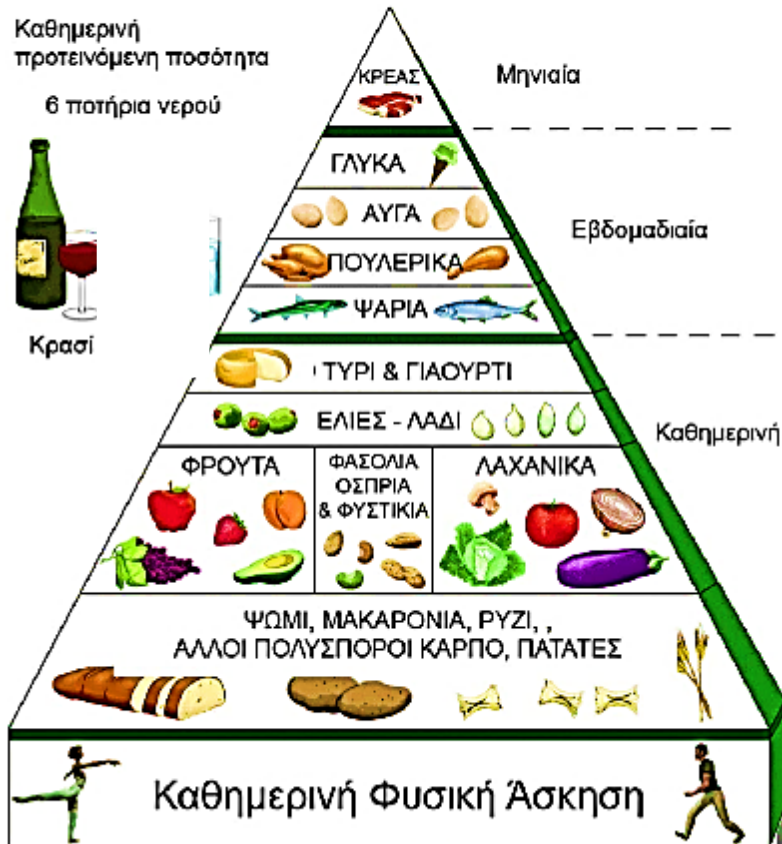 Καθημερινή
προτεινόμενη ποσότητα
6 ποτήρια νερού
Κρασί
ΚΡΕΑΣ
Μηνιαία
ΓΛΥΚΑ
ΑΥΓΑ
ΠΟΥΛΕΡΙΚΑ
ΨΑΡΙΑ
Εβδομαδιαία
ΤΥΡΙ & ΓΙΑΟΥΡΤΙ
ΕΛΙΕΣ - ΛΑΔΙ
Καθημερινή
ΦΡΟΥΤΑ
ΦΑΣΟΛΙΑ
ΟΣΠΡΙΑ
& ΦΥΣΤΙΚΙΑ
ΛΑΧΑΝΙΚΑ
ΨΩΜΙ, ΜΑΚΑΡΟΝΙΑ, ΡΥΖΙ, ,
ΑΛΛΟΙ ΠΟΛΥΣΠΟΡΟΙ ΚΑΡΠΟ, ΠΑΤΑΤΕΣ
Καθημερινή Φυσική Άσκηση